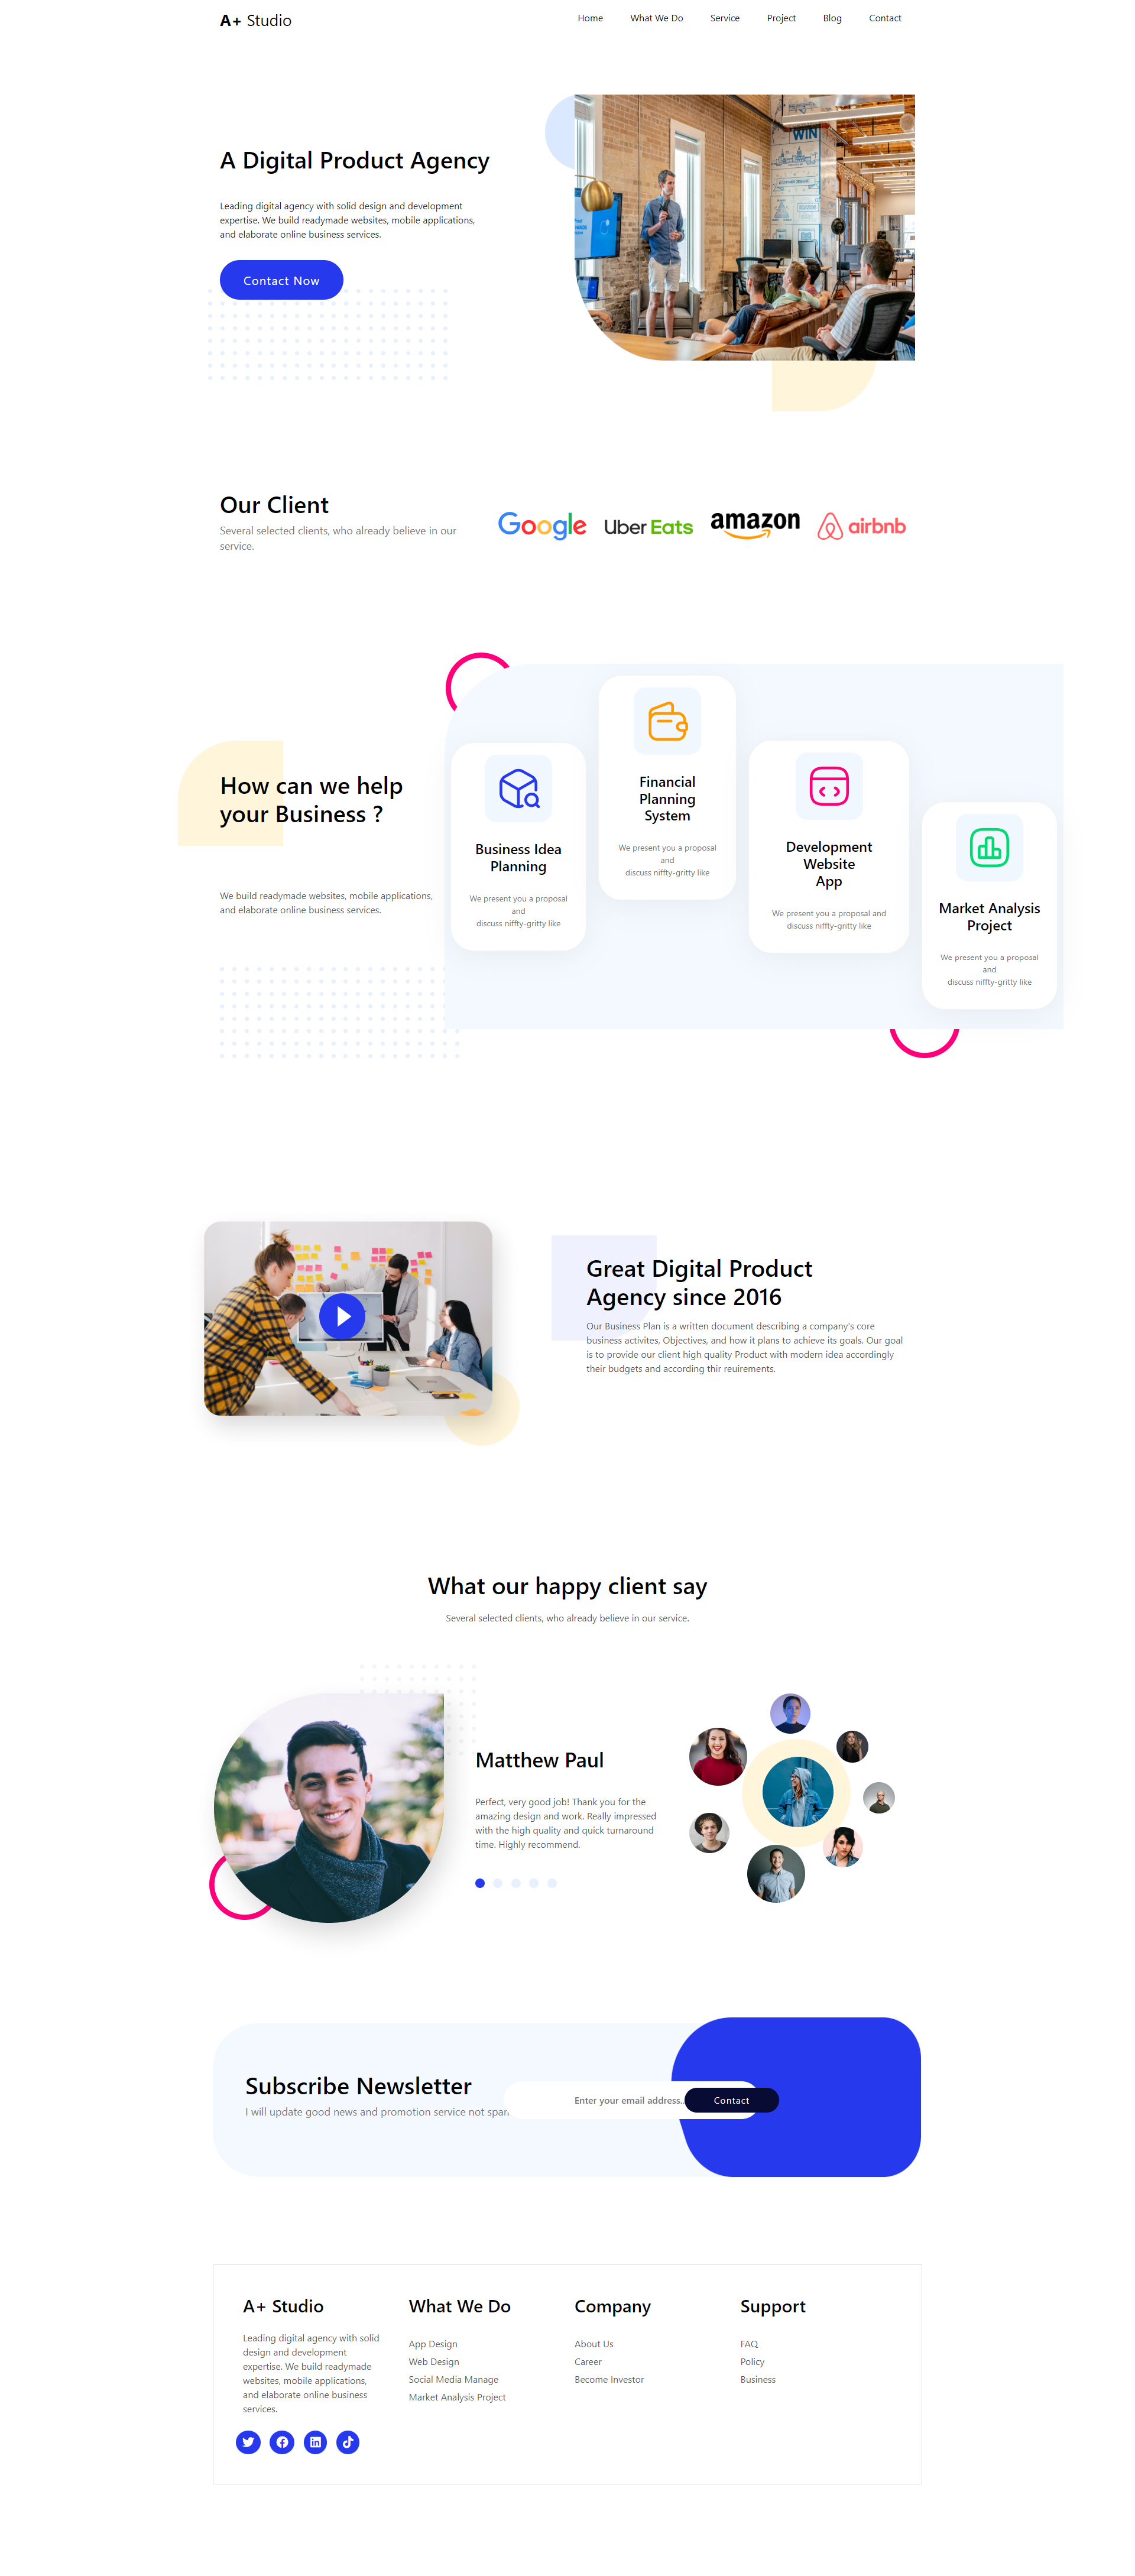 A+ Studio
Home What We Do Service Project Blog Contact
WIN
A Digital Product Agency
Leading digital agency with solid design and development
expertise. We build readymade websites, mobile applications,
and elaborate online business services.
Contact Now
Our Client
Several selected clients, who already believe in our
service.
Google
Uber Eats
amazon
airbnb
How can we help
your Business ?
We build readymade websites, mobile applications,
and elaborate online business services.
Business Idea
Planning
We present you a proposal
and
discuss niffty-gritty like
Financial
Planning
System
We present you a proposal
and
discuss niffty-gritty like
Development
Website
App
We present you a proposal and
discuss niffty-gritty like
Market Analysis
Project
We present you a proposal
and
discuss niffty-gritty like
Great Digital Product
Agency since 2016
Our Business Plan is a written document describing a company's core
business activites, Objectives, and how it plans to achieve its goals. Our goal
is to provide our client high quality Product with modern idea accordingly
their budgets and according thir reuirements.
What our happy client say
Several selected clients, who already believe in our service.
Matthew Paul
Perfect, very good job! Thank you for the
amazing design and work. Really impressed
with the high quality and quick turnaround
time. Highly recommend.
Subscribe Newsletter
I will update good news and promotion service not spam
Enter your email address..
Contact
A+ Studio
Leading digital agency with solid
design and development
expertise. We build readymade
websites, mobile applications,
and elaborate online business
services.
What We Do
App Design
Web Design
Social Media Manage
Market Analysis Project
Company
About Us
Career
Become Investor
Support
FAQ
Policy
Business